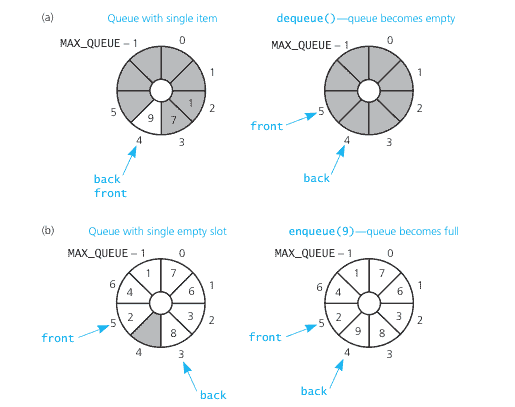 (a) Queue with single item dequeue()—queue becomes empty
MAX_QUEUE – 1 0 MAX_QUEUE – 1 0
1 1
5 9 7 1 2 5 2
4 3 4 3
front
back back
front
(b) Queue with single empty slot enqueue(9)—queue becomes full
MAX_QUEUE – 1 0 MAX_QUEUE – 1 0
6 1 7 1 6 1 7 1
4 6 4 6
5 2 3 2 5 2 3 2
8 9 8
front 4 3 front 4 3
back back